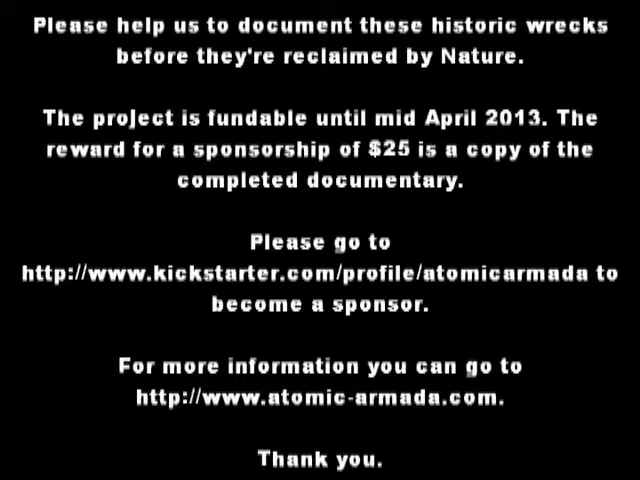 Please help us to document these historic wrecks
before they're reclaimed by Nature.
The project is fundable until mid April 2013. The
reward for a sponsorship of $25 is a copy of the
completed documentary.
Please go to
http://www.kickstarter.com/profile/atomicarmada to
become a sponsor.
For more information you can go to
http://www.atomic-armada.com.
Thank you.